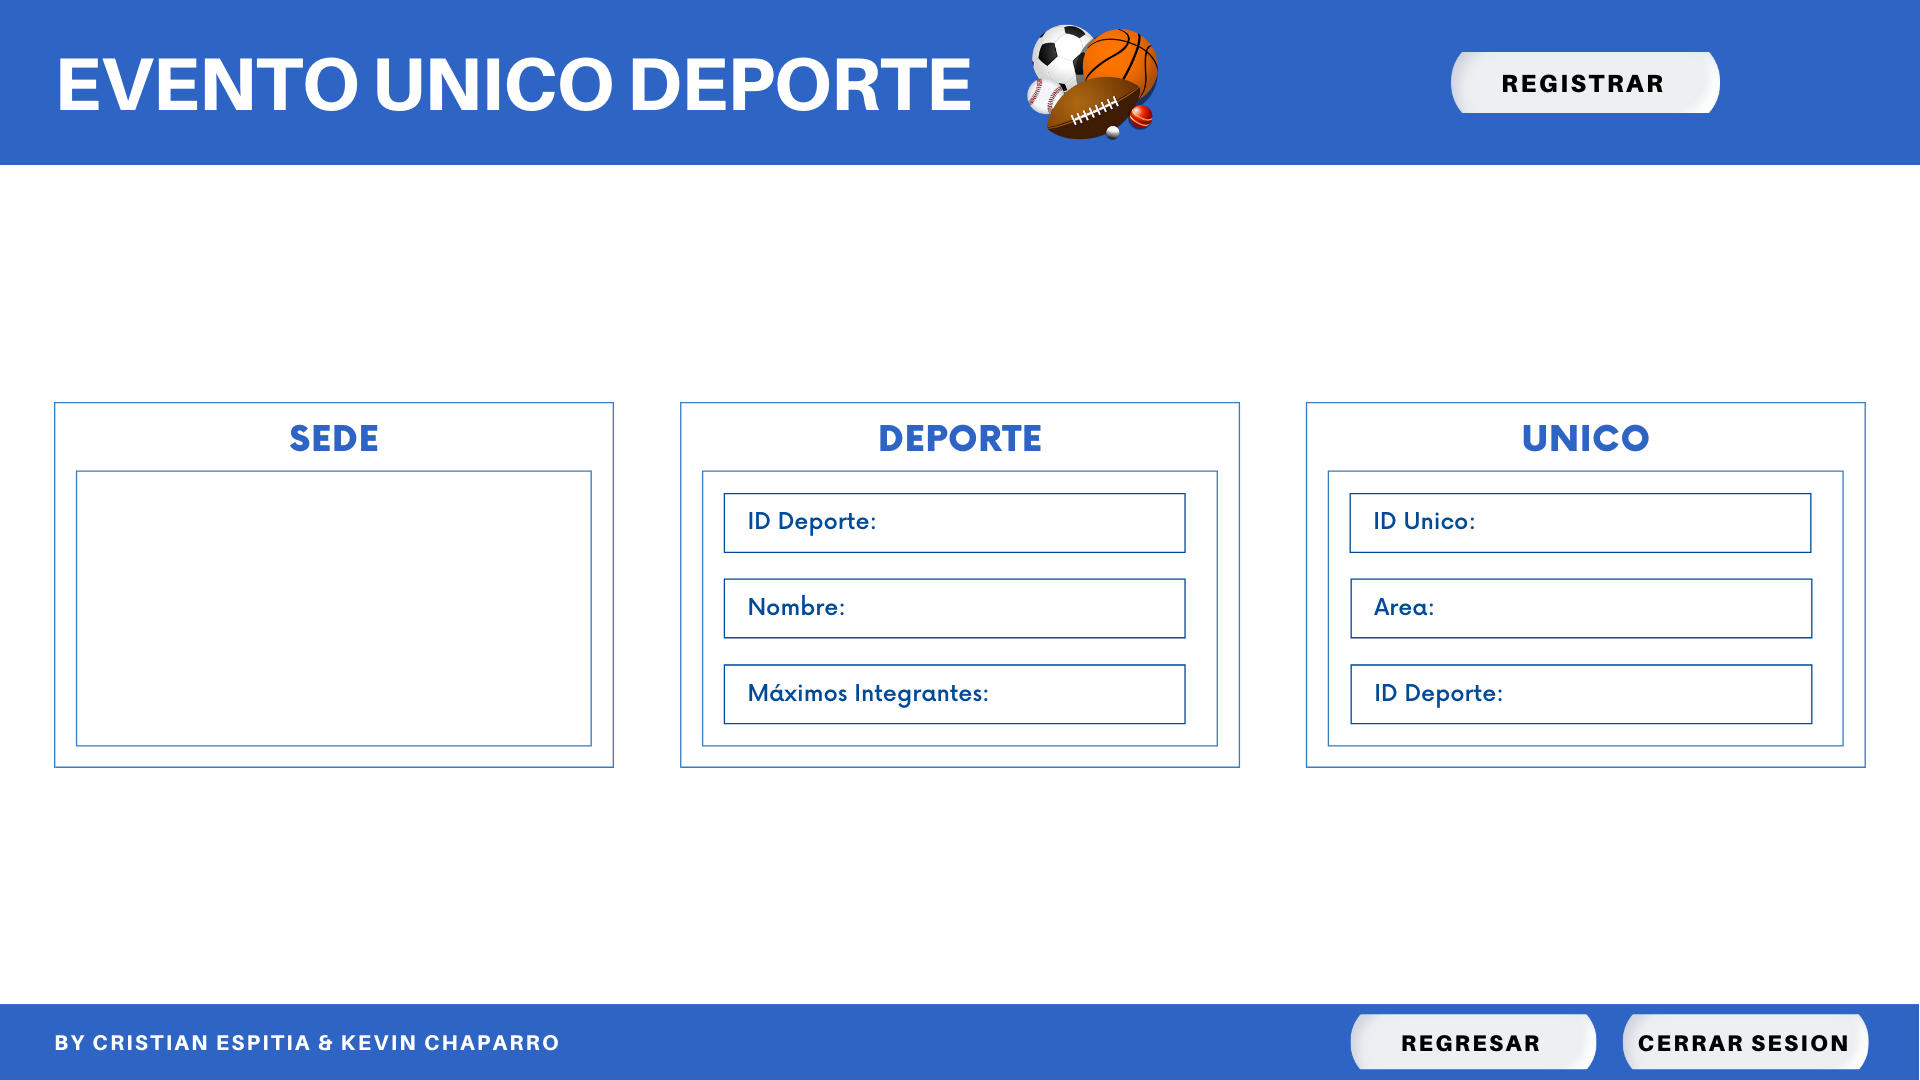 EVENTO UNICO DEPORTE
REGISTRAR
SEDE
DEPORTE
ID Deporte:
Nombre:
Máximos Integrantes:
UNICO
ID Unico:
Area:
ID Deporte:
BY CRISTIAN ESPITIA & KEVIN CHAPARRO
REGRESAR
CERRAR SESION